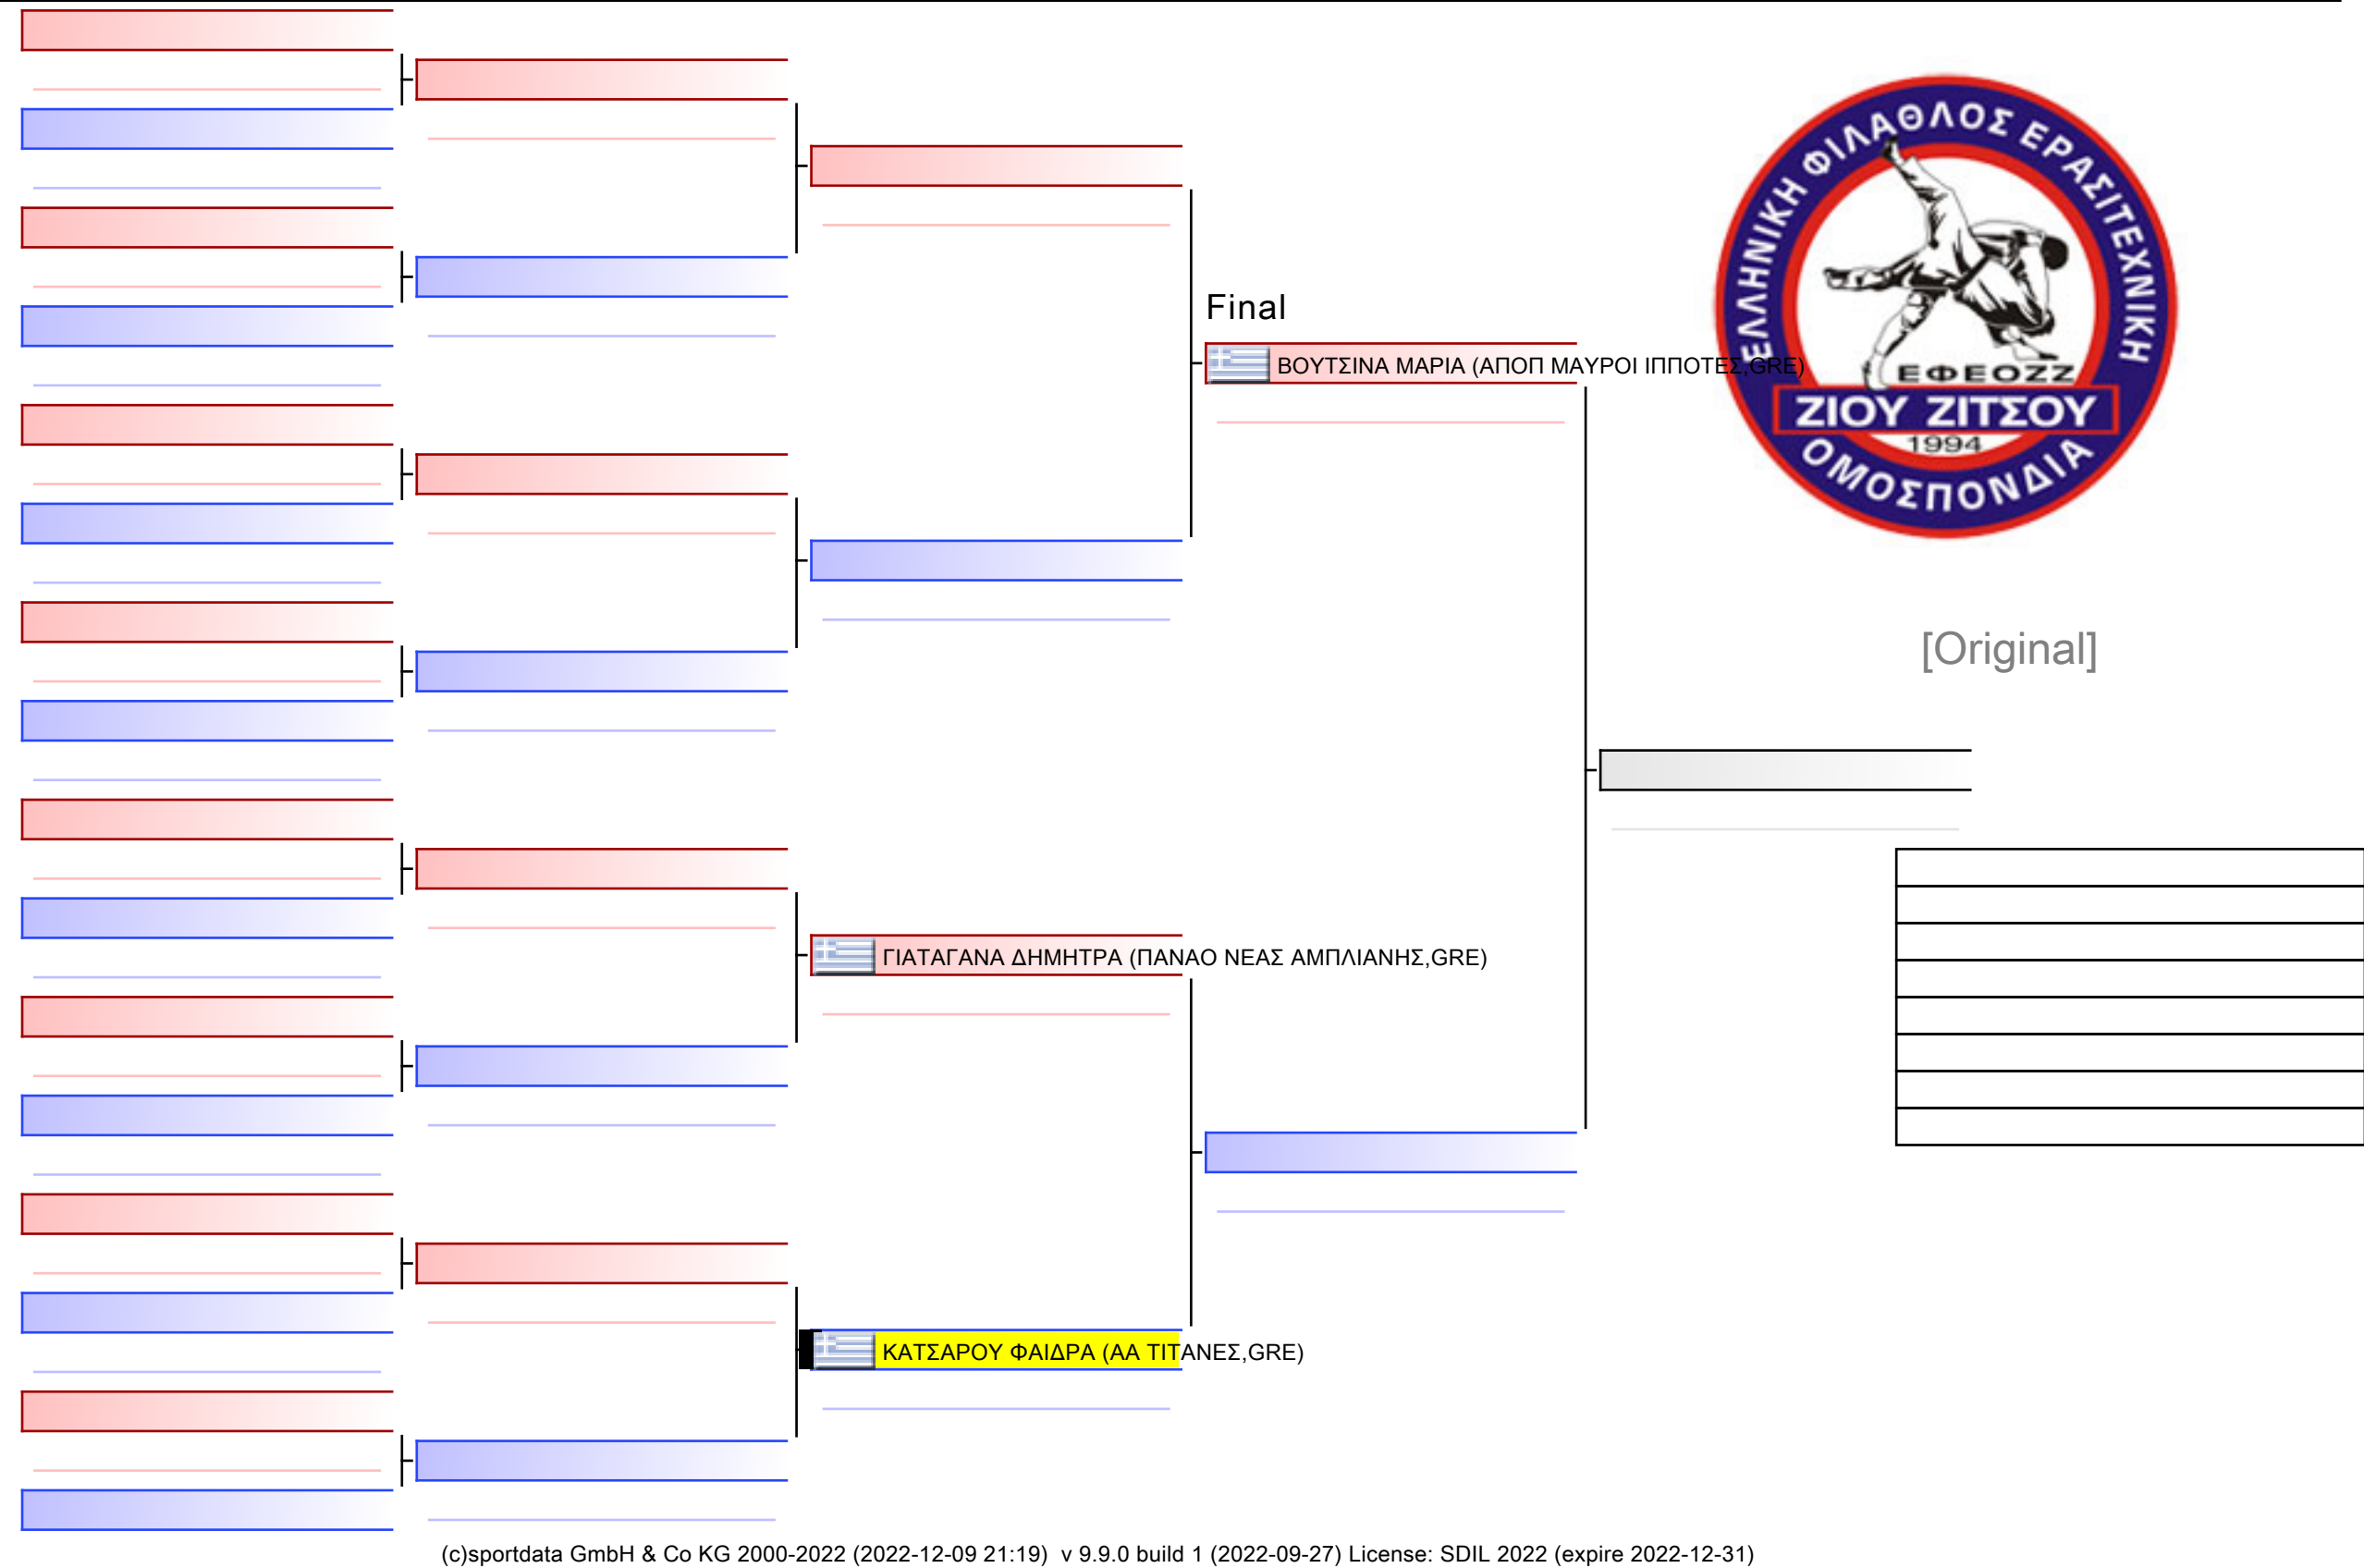 ΕΛΛΗΝΙΚΗ ΦΙΛΑΘΛΟΣ ΕΡΑΣΙΤΕΧΝΙΚΗ
Final
ΒΟΥΤΣΙΝΑ ΜΑΡΙΑ (ΑΠΟΠ ΜΑΥΡΟΙ ΙΠΠΟΤΕΣ,GRE)
ΕΦΕΟΖΖ
ΖΙΟΥ ΖΙΤΣΟΥ
1994
ΟΜΟΣΠΟΝΔΙΑ
[Original]
ΓΙΑΤΑΓΑΝΑ ΔΗΜΗΤΡΑ (ΠΑΝΑΟ ΝΕΑΣ ΑΜΠΛΙΑΝΗΣ,GRE)
ΚΑΤΣΑΡΟΥ ΦΑΙΔΡΑ (ΑΑ ΤΙΤΑΝΕΣ,GRE)
(c)sportdata GmbH & Co KG 2000-2022 (2022-12-09 21:19) v 9.9.0 build 1 (2022-09-27) License: SDIL 2022 (expire 2022-12-31)